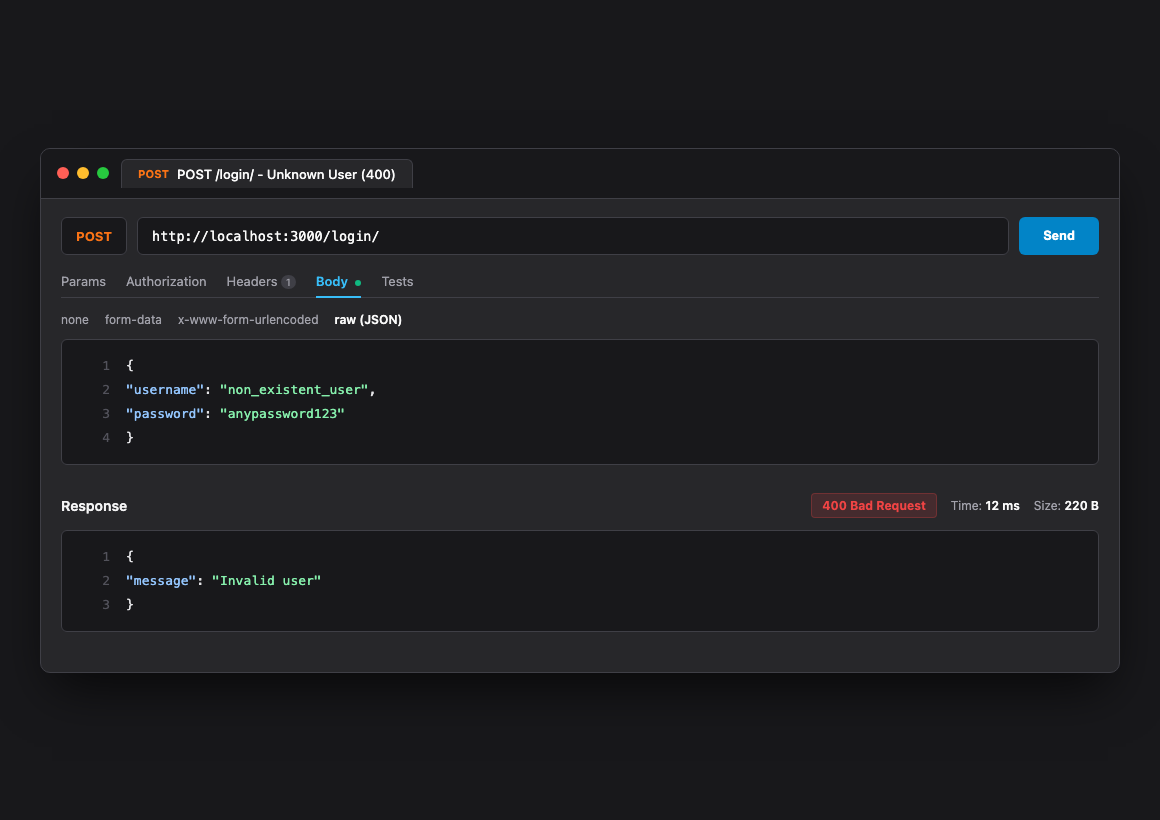 POST POST /login/ - Unknown User (400)
POST http://localhost:3000/login/ Send
Params Authorization Headers 1 Body Tests
none form-data x-www-form-urlencoded raw (JSON)
1 {
2 "username": "non_existent_user",
3 "password": "anypassword123"
4 }
Response 400 Bad Request Time: 12 ms Size: 220 B
1 {
2 "message": "Invalid user"
3 }